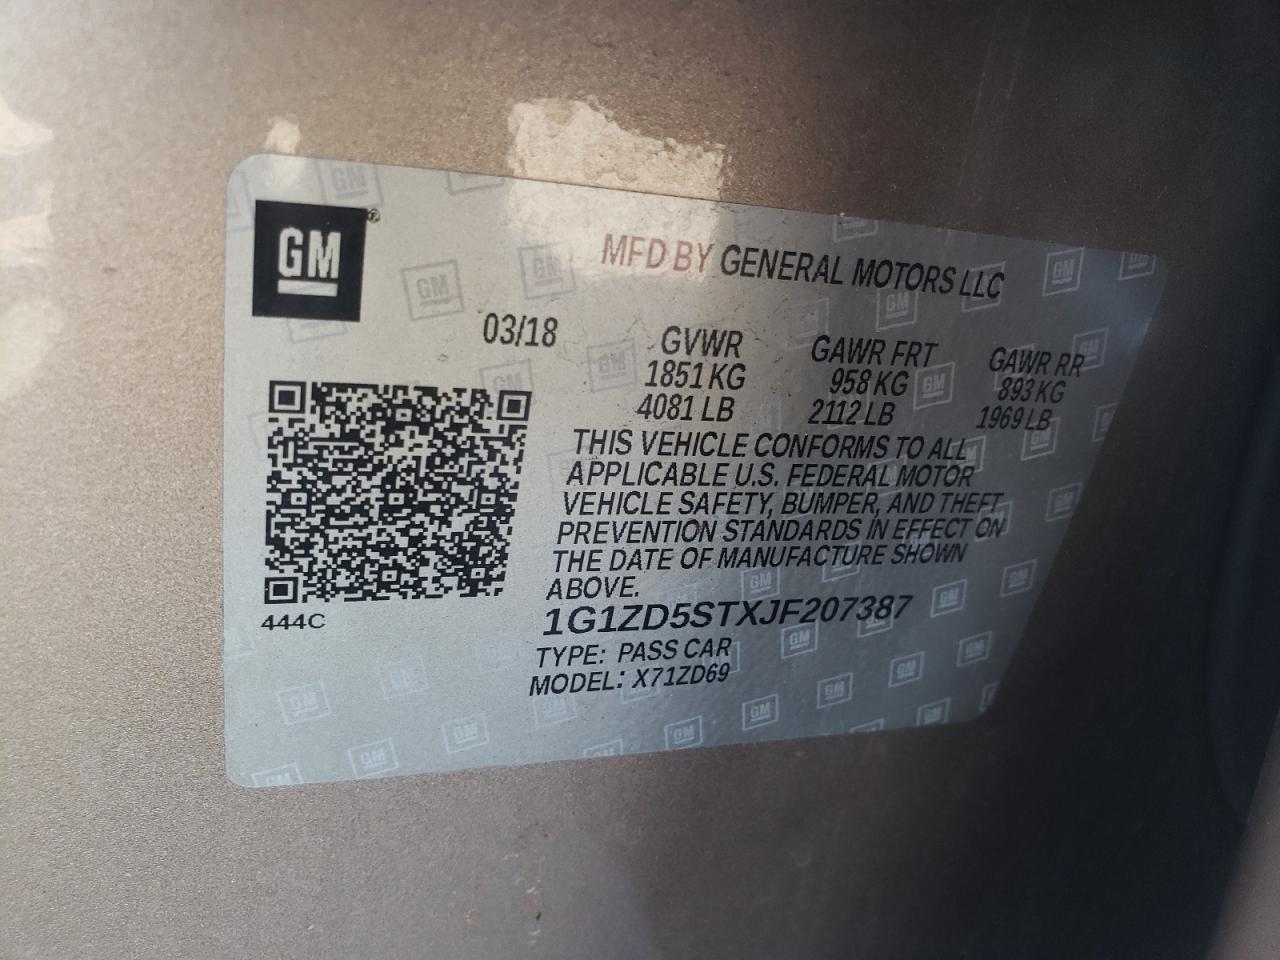 GM®
MFD BY GENERAL MOTORS LLC
03/18 GVWR GAWR FRT GAWR RR
1851 KG 958 KG 893 KG
4081 LB 2112 LB 1969 LB
THIS VEHICLE CONFORMS TO ALL
APPLICABLE U.S. FEDERAL MOTOR
VEHICLE SAFETY, BUMPER, AND THEFT
PREVENTION STANDARDS IN EFFECT ON
THE DATE OF MANUFACTURE SHOWN
ABOVE.
444C
1G1ZD5STXJF207387
TYPE: PASS CAR
MODEL: X71ZD69